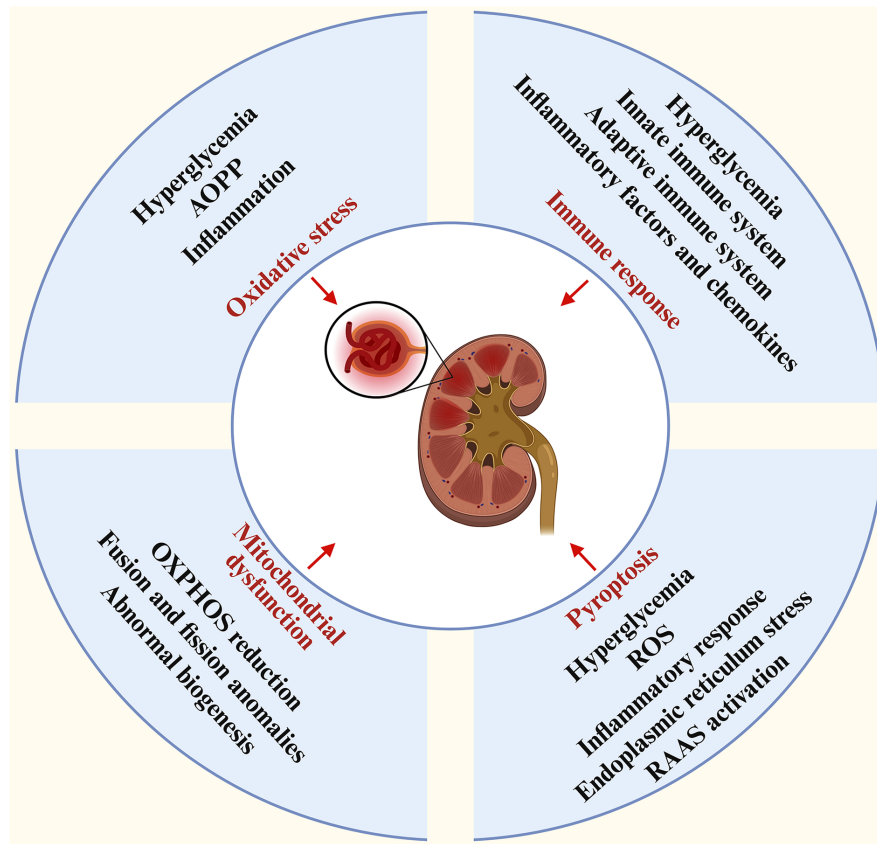 Hyperglycemia
AOPP
Inflammation
Oxidative stress
Hyperglycemia
Innate immune system
Adaptive immune system
Inflammatory factors and chemokines
Immune response
Mitochondrial
dysfunction
OXPHOS reduction
Fusion and fission anomalies
Abnormal biogenesis
Pyroptosis
Hyperglycemia
ROS
Inflammatory response
Endoplasmic reticulum stress
RAAS activation